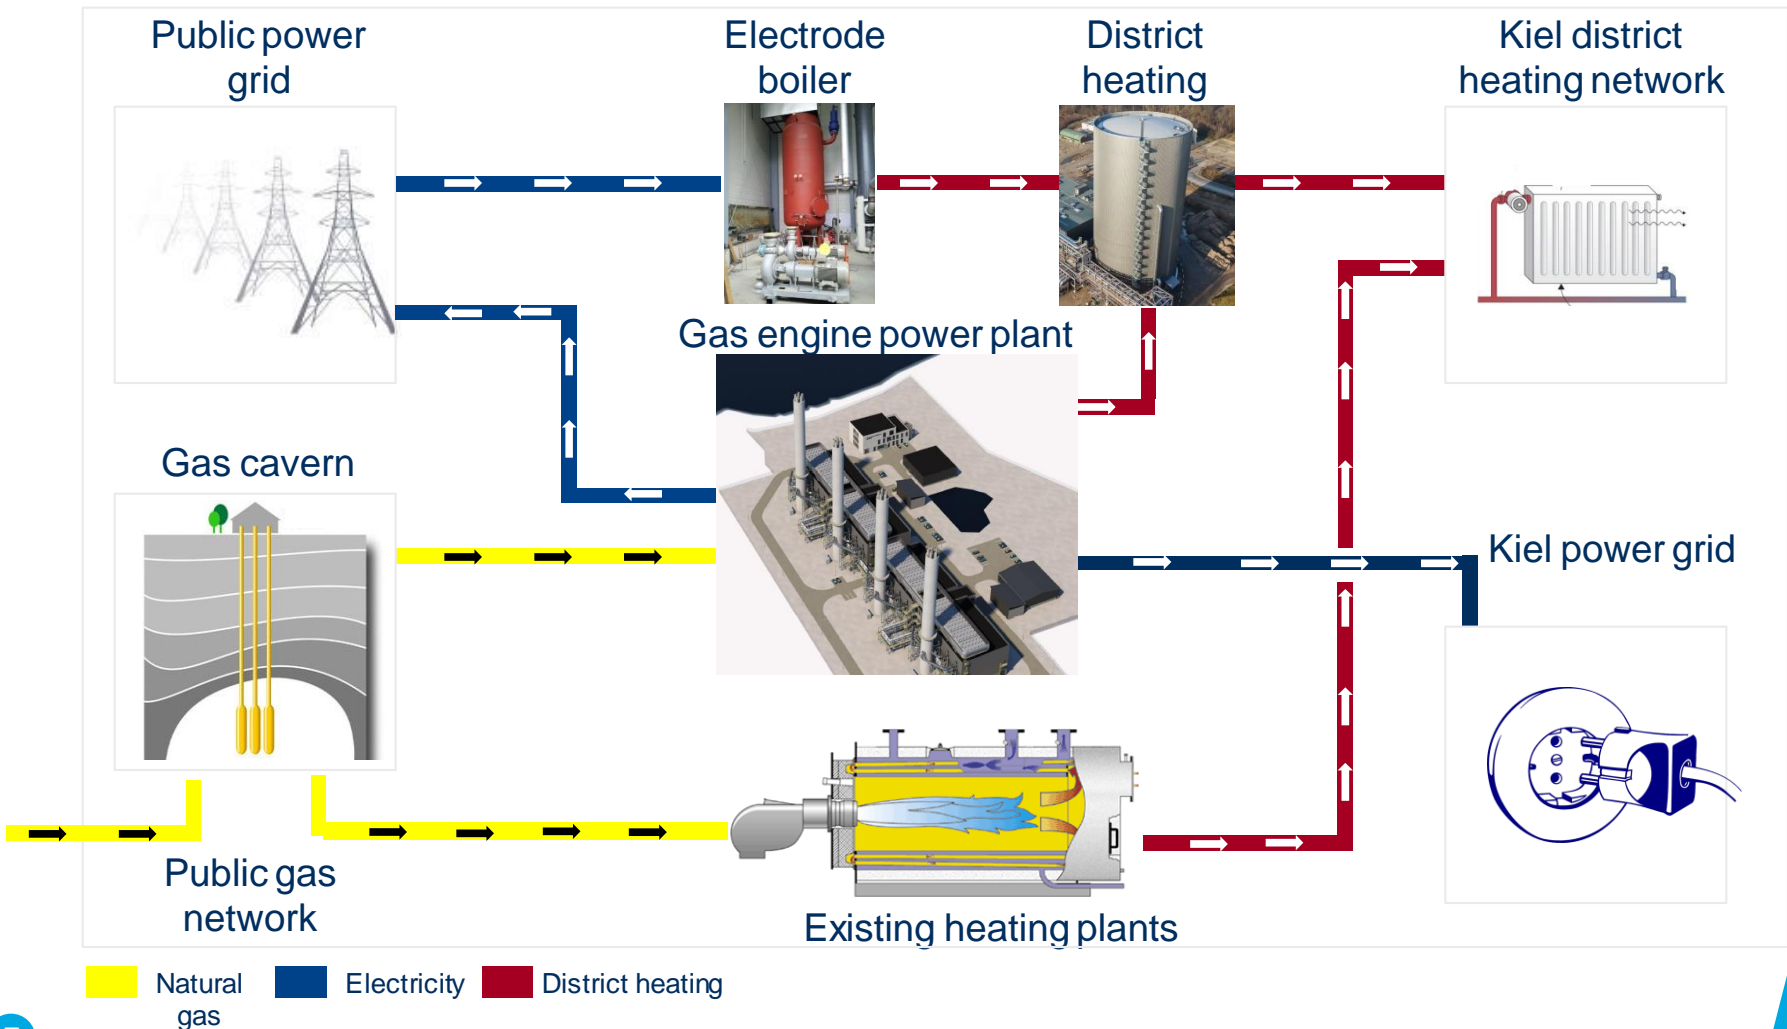 Public power
grid
Electrode
boiler
District
heating
Kiel district
heating network
Gas engine power plant
Gas cavern
Kiel power grid
Public gas
network
Existing heating plants
Natural
gas
Electricity
District heating